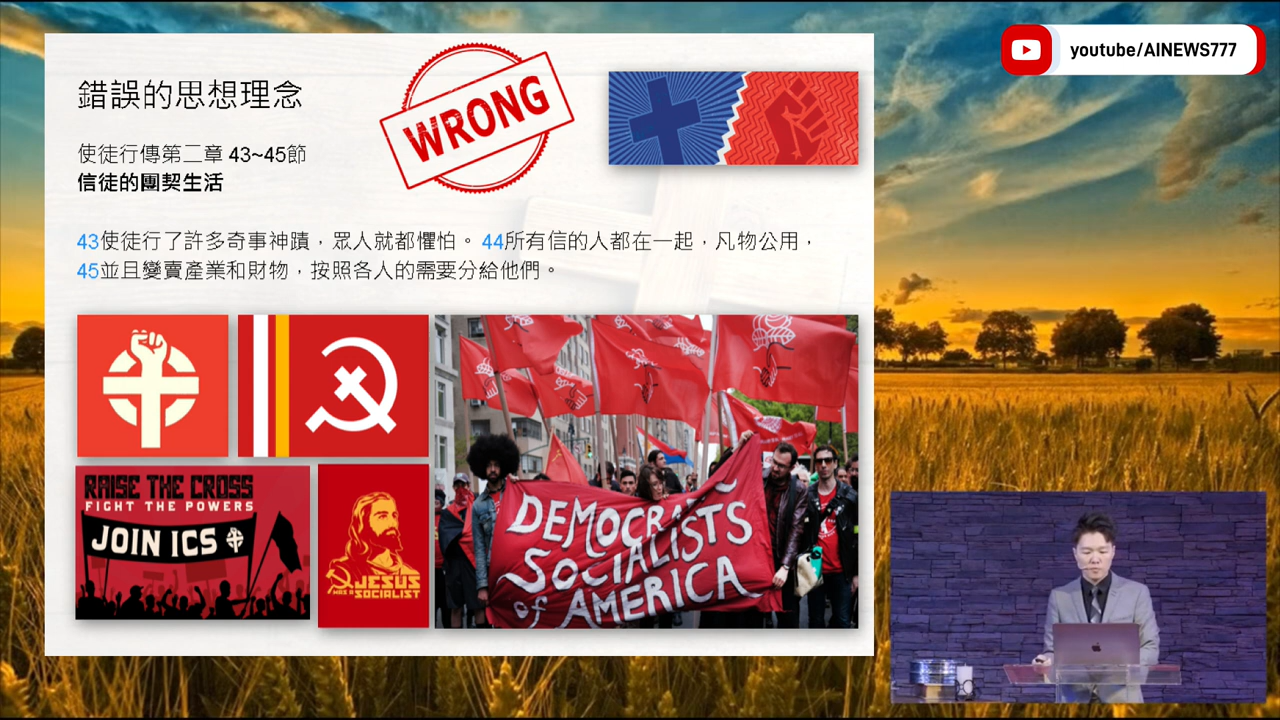 youtube/AINEWS777
錯誤的思想理念
WRONG
使徒行傳第二章 43~45節
信徒的團契生活
43使徒行了許多奇事神蹟，眾人就都懼怕。 44所有信的人都在一起，凡物公用，
45並且變賣產業和財物，按照各人的需要分給他們。
RAISE THE CROSS
FIGHT THE POWERS
JOIN ICS
JESUS
WAS A SOCIALIST
DEMOCRATIC
SOCIALISTS
of AMERICA